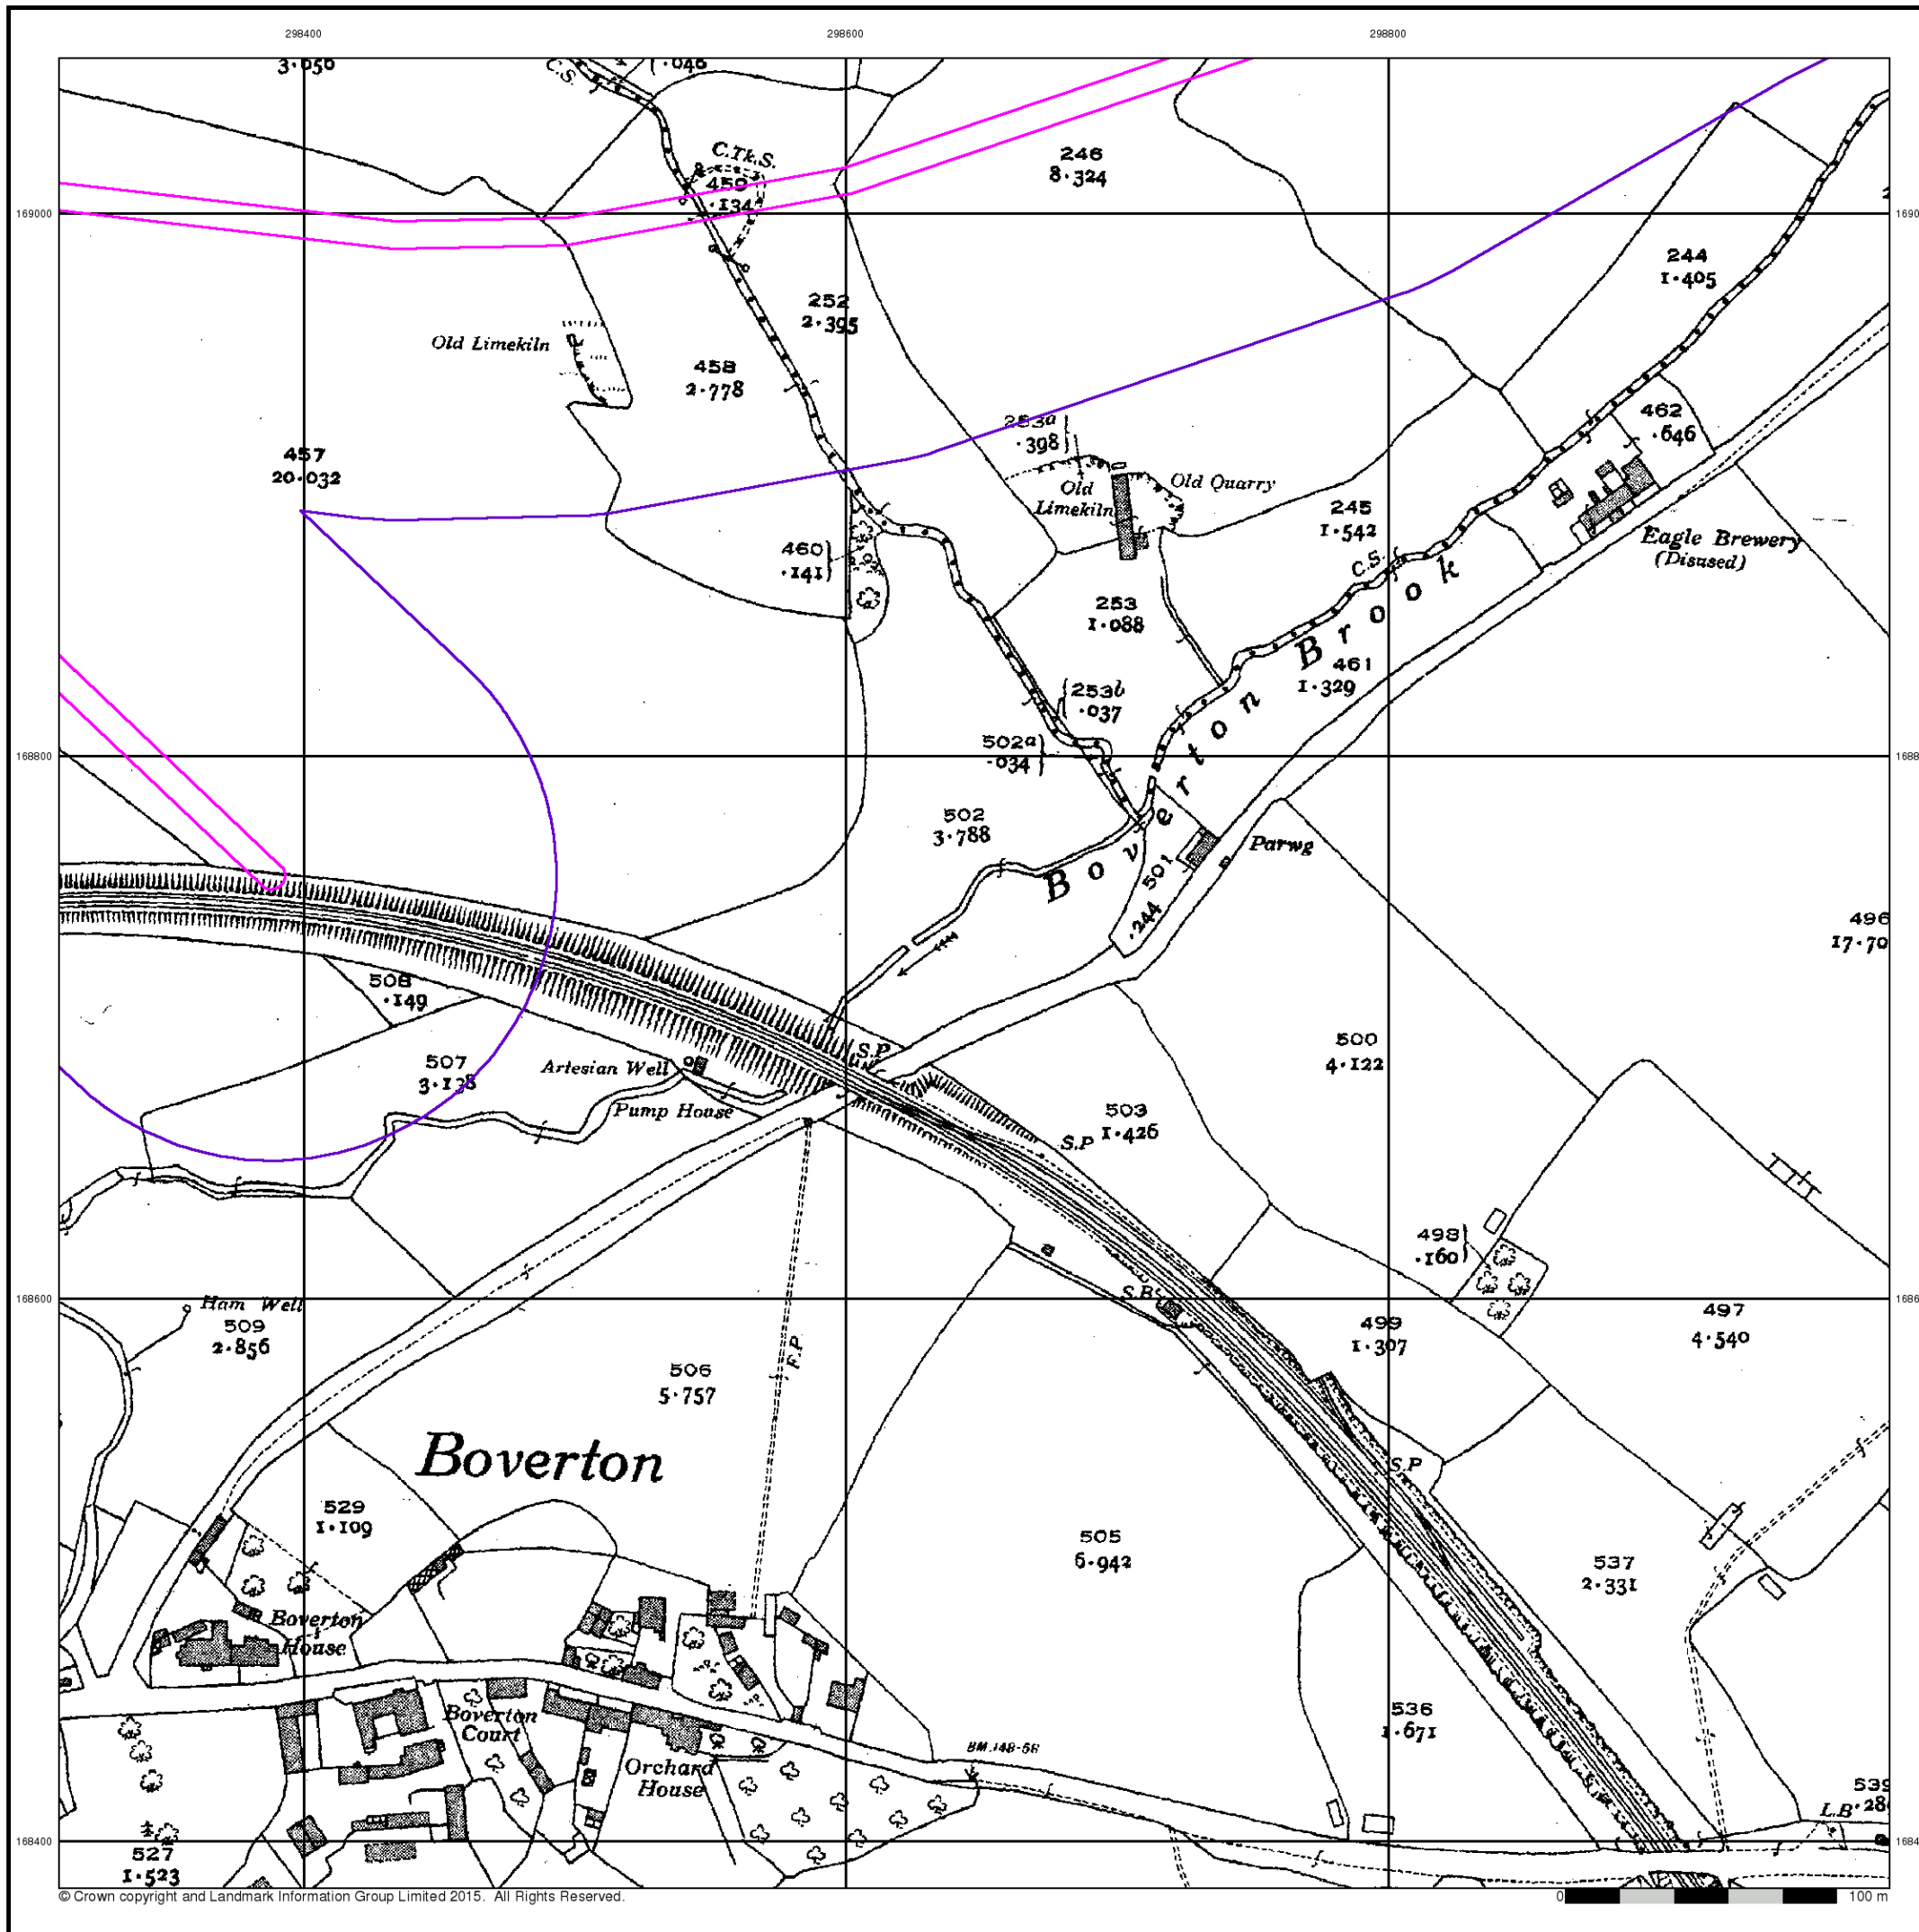 298400
298600
298800
3·050
C.S.
·046
C.Tk.S.
459
·134
246
8·324
169000
244
1·405
252
2·395
Old Limekiln
458
2·778
457
20·032
253a
·398
Old
Limekiln
Old Quarry
462
·646
245
1·542
Eagle Brewery
(Disused)
C.S.
460
·141
253
1·088
Boverton Brook
461
1·329
253b
·037
502a
·034
168800
502
3·788
Parwg
501
·244
496
17·70
508
·149
507
3·138
Artesian Well
Pump House
S.P
500
4·122
503
1·426
S.P
498
·160
S.B
168600
Ham Well
509
2·856
499
1·307
497
4·540
506
5·757
F.P
Boverton
S.P
529
1·109
505
6·942
537
2·331
Boverton
House
Boverton
Court
Orchard
House
B.M.148·56
536
1·671
539
·28
L.B
168400
527
1·523
© Crown copyright and Landmark Information Group Limited 2015. All Rights Reserved.
0 100 m